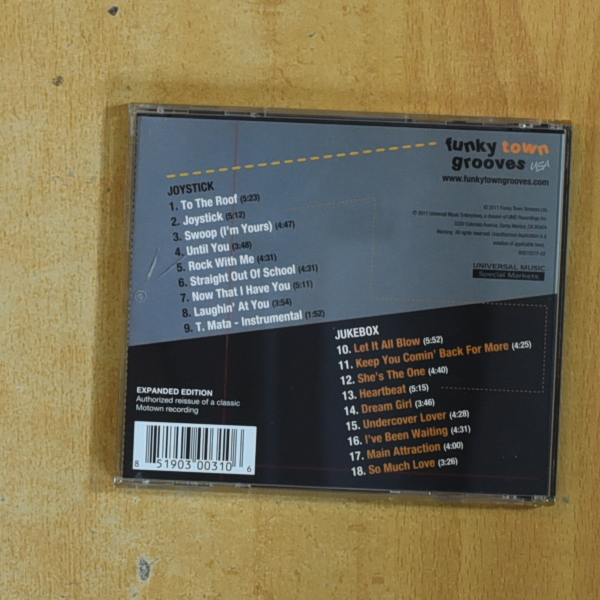 funky town
grooves USA
www.funkytowngrooves.com
JOYSTICK
1. To The Roof (5:23)
2. Joystick (5:12)
3. Swoop (I'm Yours) (4:47)
4. Until You (3:48)
5. Rock With Me (4:31)
6. Straight Out Of School (4:31)
7. Now That I Have You (5:11)
8. Laughin' At You (3:54)
9. T. Mata - Instrumental (1:52)
© 2011 Funky Town Grooves Ltd.
UNIVERSAL MUSIC
Special Markets
JUKEBOX
10. Let It All Blow (5:52)
11. Keep You Comin' Back For More (4:25)
12. She's The One (4:40)
13. Heartbeat (5:15)
14. Dream Girl (3:46)
15. Undercover Lover (4:28)
16. I've Been Waiting (4:31)
17. Main Attraction (4:00)
18. So Much Love (3:26)
EXPANDED EDITION
Authorized reissue of a classic
Motown recording
8 51903 00310 6